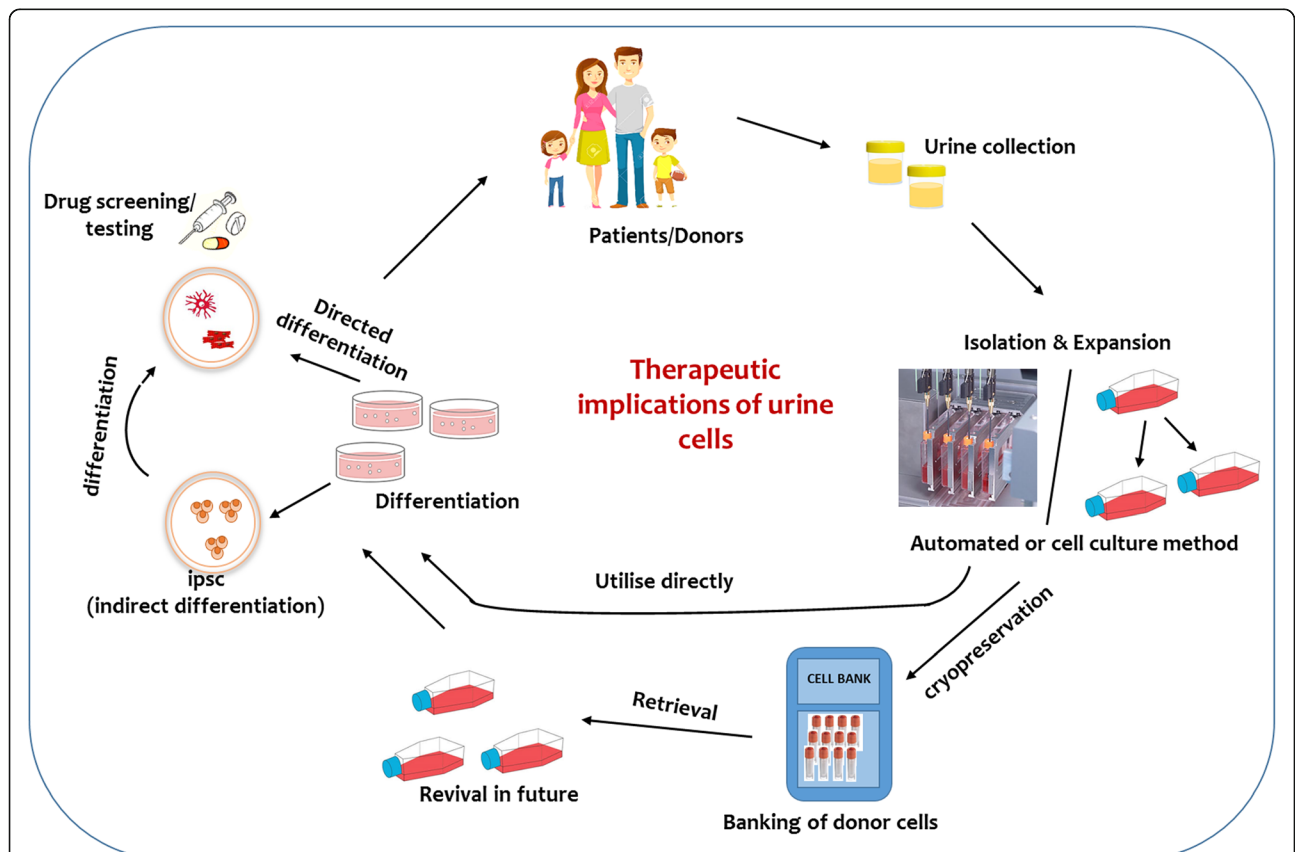 Patients/Donors
Urine collection
Isolation & Expansion
Automated or cell culture method
Utilise directly
cryopreservation
CELL BANK
Banking of donor cells
Retrieval
Revival in future
Differentiation
Directed
differentiation
ipsc
(indirect differentiation)
differentiation
Drug screening/
testing
Therapeutic
implications of urine
cells